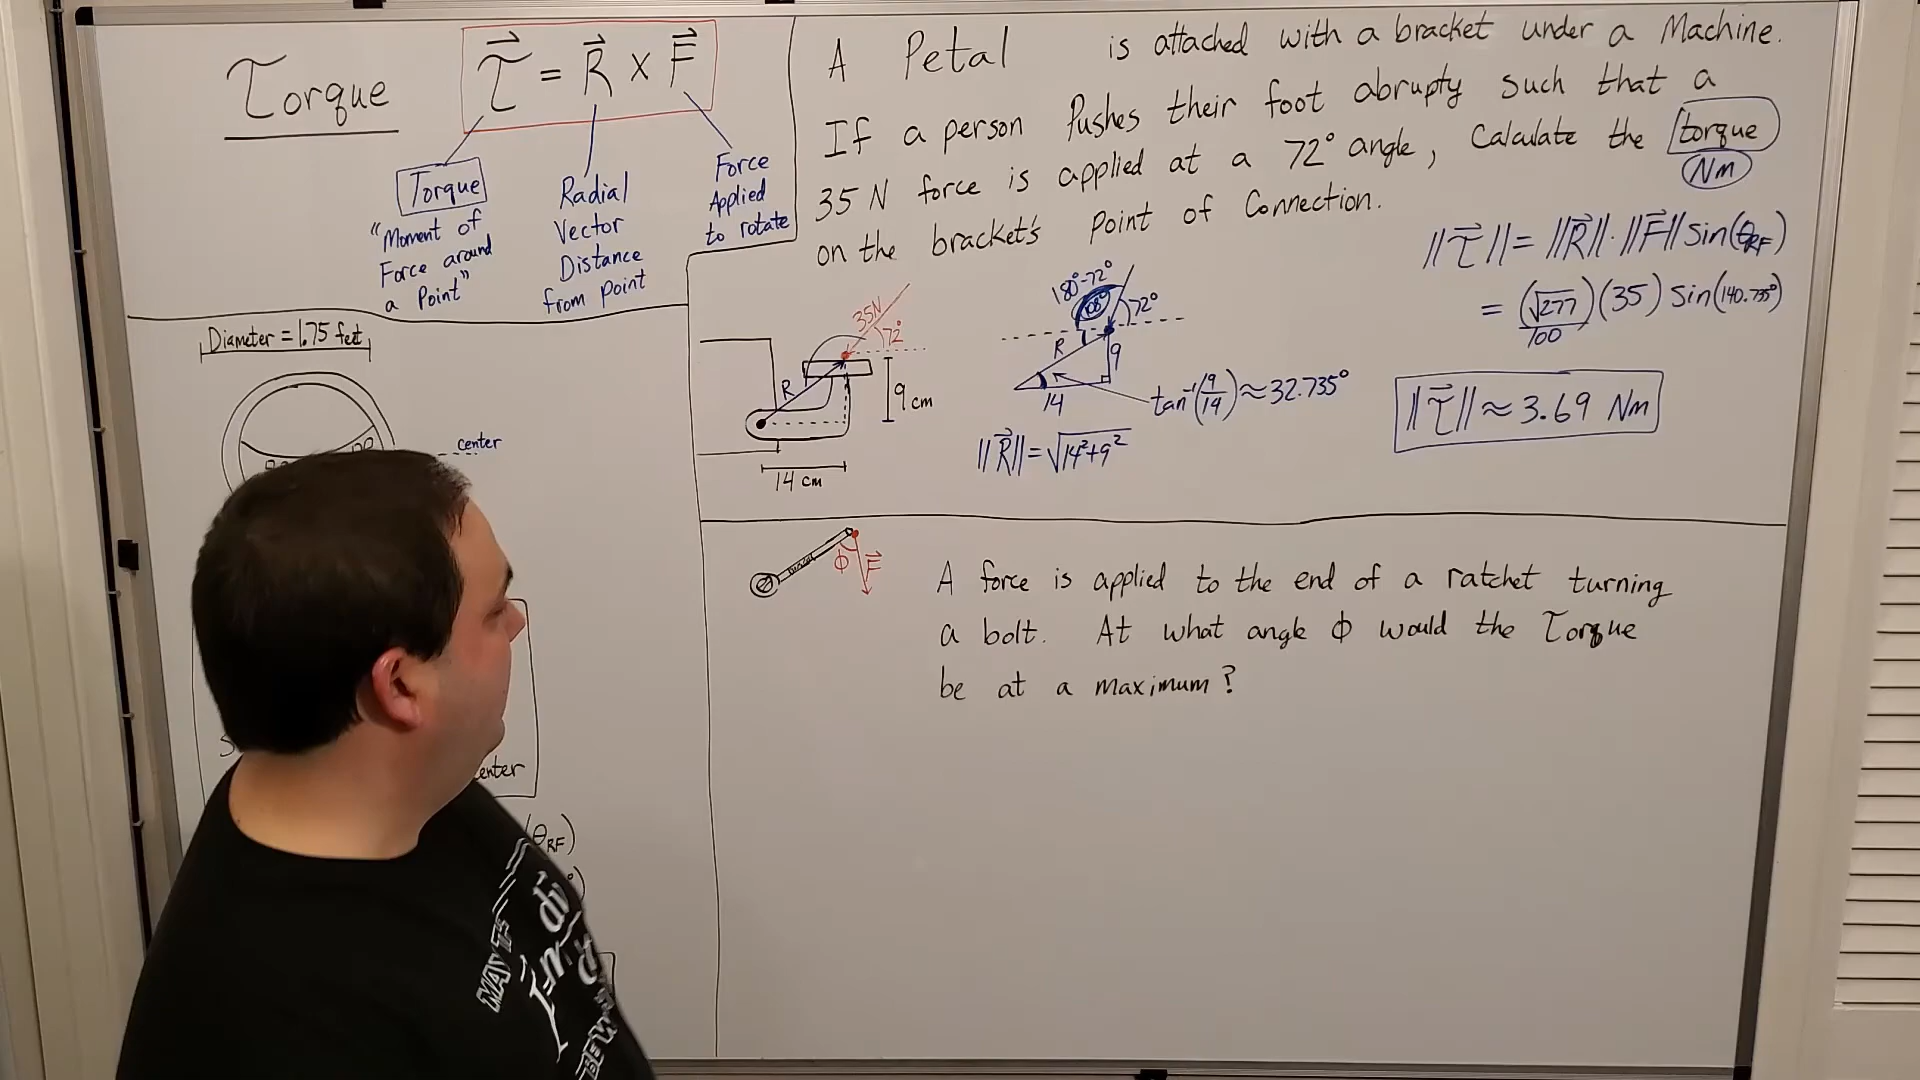 Torque
τ⃗ = R⃗ × F⃗
Torque
"Moment of
Force around
a Point"
Radial
Vector
Distance
from point
Force
Applied
to rotate
A Petal is attached with a bracket under a Machine.
If a person Pushes their foot abrupty such that a
35 N force is applied at a 72° angle, Calculate the torque
on the bracket's Point of Connection.
Nm
Diameter = 1.75 feet
center
enter
(θRF)
35N
72°
R
9 cm
14 cm
180°-72°
108°
72°
R
9
14
tan⁻¹(9/14) ≈ 32.735°
||R⃗|| = √14²+9²
||τ⃗|| = ||R⃗||·||F⃗|| sin(θRF)
= (√277/100)(35) sin(140.735°)
||τ⃗|| ≈ 3.69 Nm
ϕ
F⃗
A force is applied to the end of a ratchet turning
a bolt. At what angle ϕ would the Torque
be at a maximum?